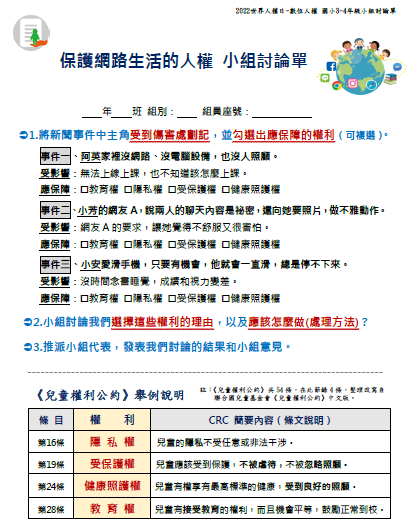 2022世界人權日-數位人權 國小3-4年級小組討論單
保護網路生活的人權 小組討論單
＿＿＿年＿＿＿班 組別：＿＿＿ 組員座號：＿＿＿＿＿＿
➲1.將新聞事件中主角受到傷害處劃記，並勾選出應保障的權利（可複選）。
事件一、阿英家裡沒網路、沒電腦設備，也沒人照顧。
受影響：無法上線上課，也不知道該怎麼上課。
應保障：□教育權 □隱私權 □受保護權 □健康照護權
事件二、小芳的網友A，說兩人的聊天內容是祕密，還向她要照片，做不雅動作。
受影響：網友A的要求，讓她覺得不舒服又很害怕。
應保障：□教育權 □隱私權 □受保護權 □健康照護權
事件三、小安愛滑手機，只要有機會，他就會一直滑，總是停不下來。
受影響：沒時間念書睡覺，成績和視力變差。
應保障：□教育權 □隱私權 □受保護權 □健康照護權
➲2.小組討論我們選擇這些權利的理由，以及應該怎麼做(處理方法)？
➲3.推派小組代表，發表我們討論的結果和小組意見。
《兒童權利公約》舉例說明
註：《兒童權利公約》共54條，在此節錄4條，整理改寫自
聯合國兒童基金會《兒童權利公約》中文版。
條 目 權 利 CRC 簡要內容（條文說明）
第16條 隱 私 權 兒童的隱私不受任意或非法干涉。
第19條 受保護權 兒童應該受到保護，不被虐待，不被忽略照顧。
第24條 健康照護權 兒童有權享有最高標準的健康，受到良好的照顧。
第28條 教 育 權 兒童有接受教育的權利，而且機會平等，鼓勵正常到校。